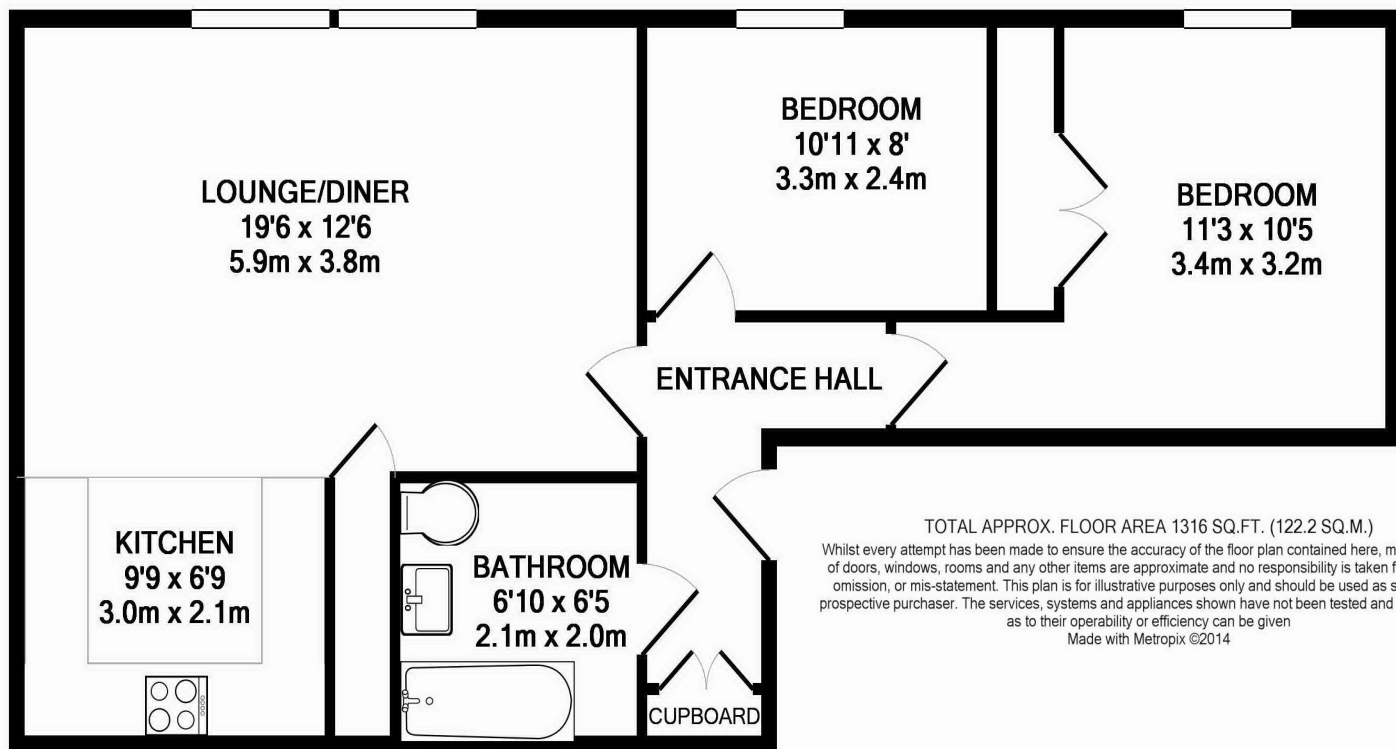 LOUNGE/DINER
19'6 x 12'6
5.9m x 3.8m
BEDROOM
10'11 x 8'
3.3m x 2.4m
BEDROOM
11'3 x 10'5
3.4m x 3.2m
ENTRANCE HALL
KITCHEN
9'9 x 6'9
3.0m x 2.1m
BATHROOM
6'10 x 6'5
2.1m x 2.0m
CUPBOARD
TOTAL APPROX. FLOOR AREA 1316 SQ.FT. (122.2 SQ.M.)
Whilst every attempt has been made to ensure the accuracy of the floor plan contained here, m
of doors, windows, rooms and any other items are approximate and no responsibility is taken f
omission, or mis-statement. This plan is for illustrative purposes only and should be used as s
prospective purchaser. The services, systems and appliances shown have not been tested and
as to their operability or efficiency can be given
Made with Metropix ©2014